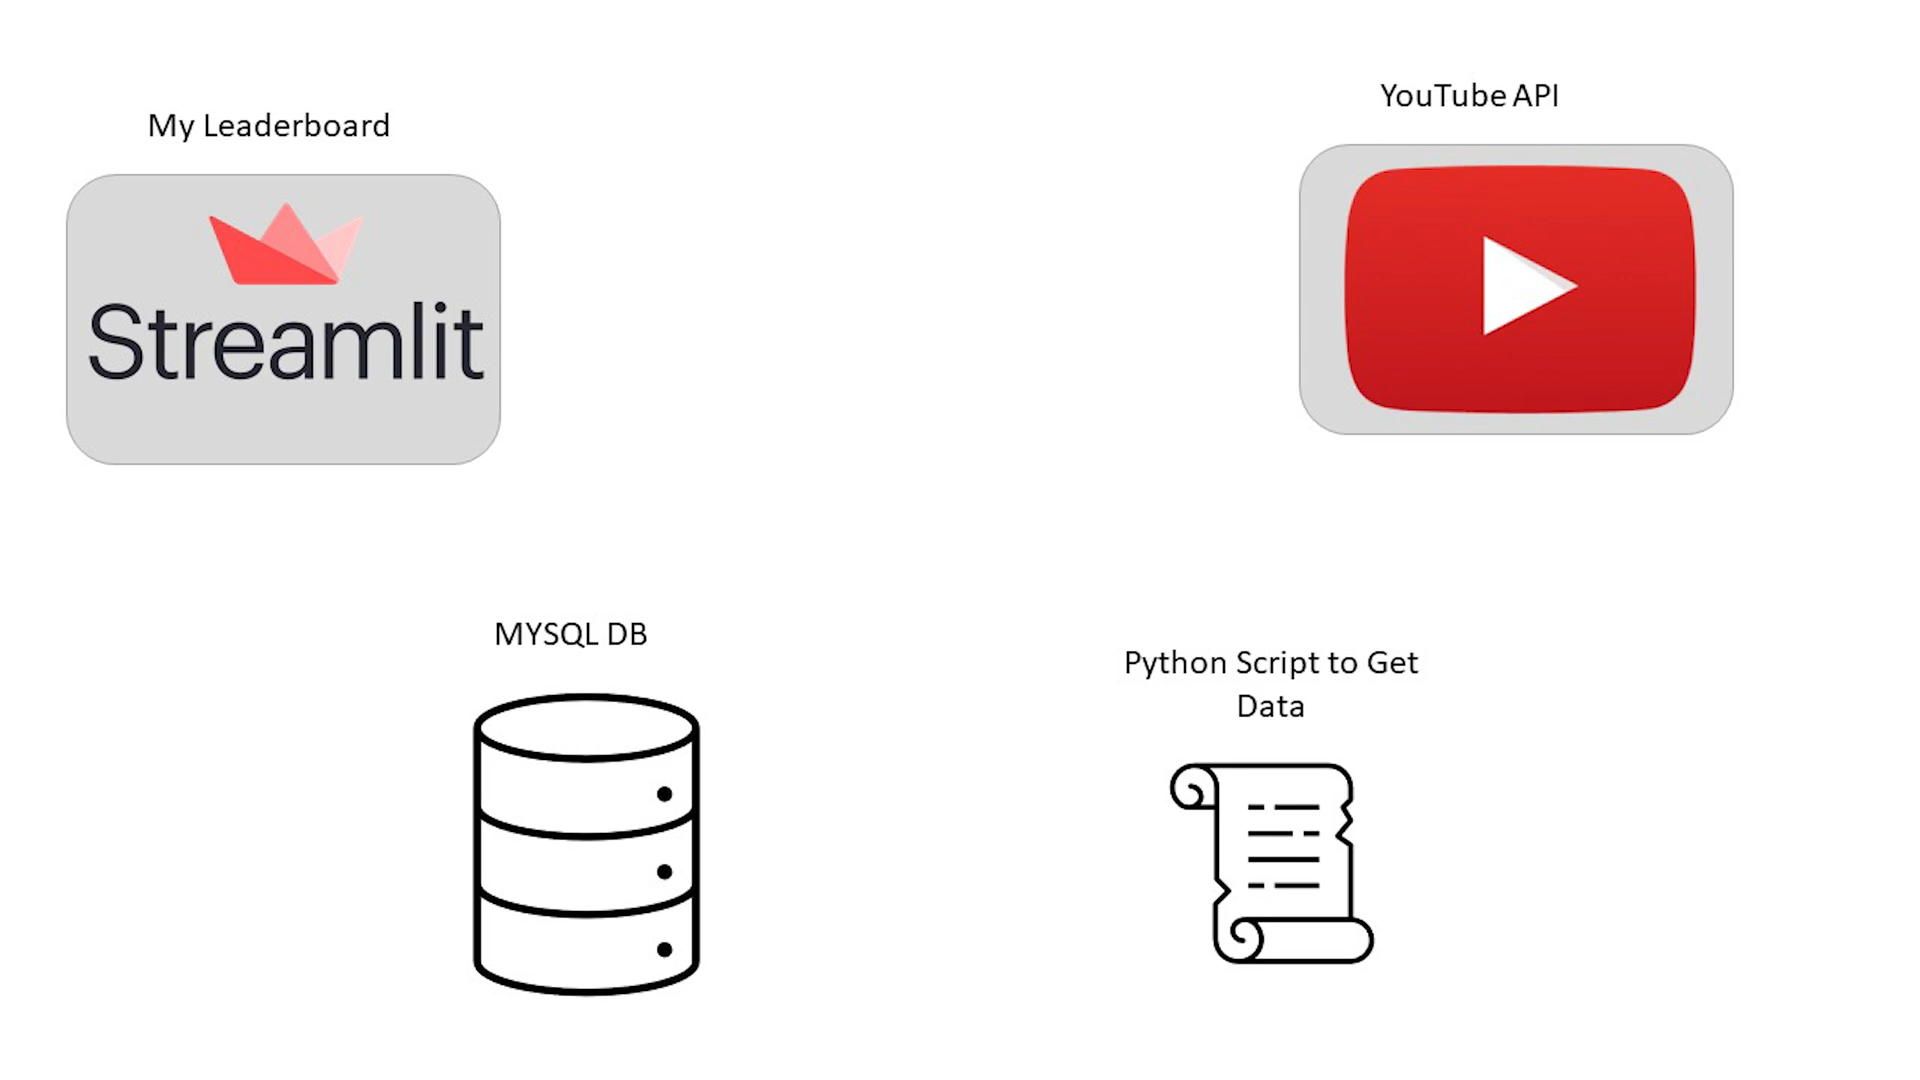 My Leaderboard
Streamlit
YouTube API
MYSQL DB
Python Script to Get
Data